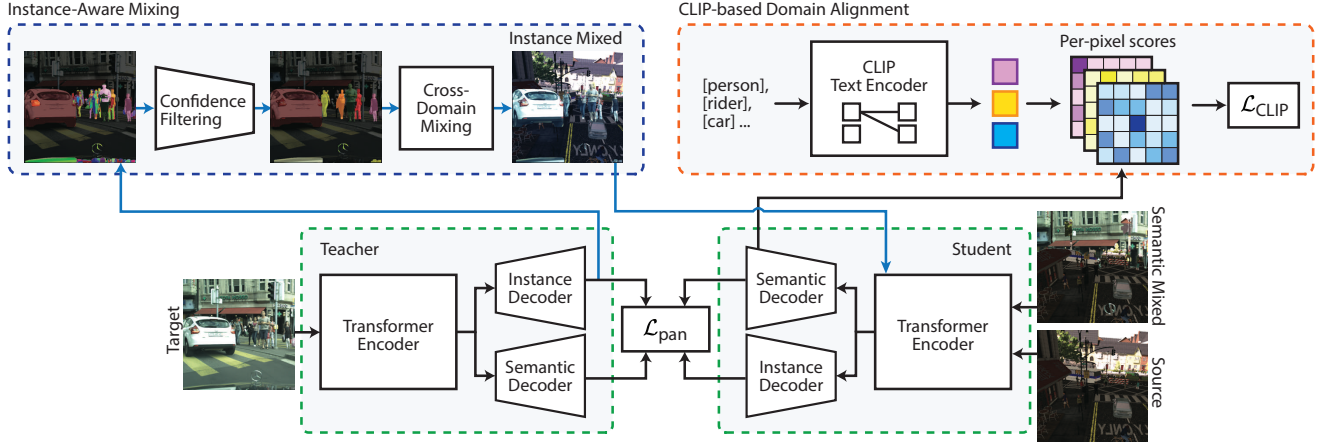 Instance-Aware Mixing
CLIP-based Domain Alignment
Instance Mixed
Confidence
Filtering
Cross-
Domain
Mixing
[person],
[rider],
[car] ...
CLIP
Text Encoder
Per-pixel scores
ℒCLIP
Teacher
Target
Transformer
Encoder
Instance
Decoder
Semantic
Decoder
ℒpan
Student
Semantic
Decoder
Instance
Decoder
Transformer
Encoder
Semantic Mixed
Source